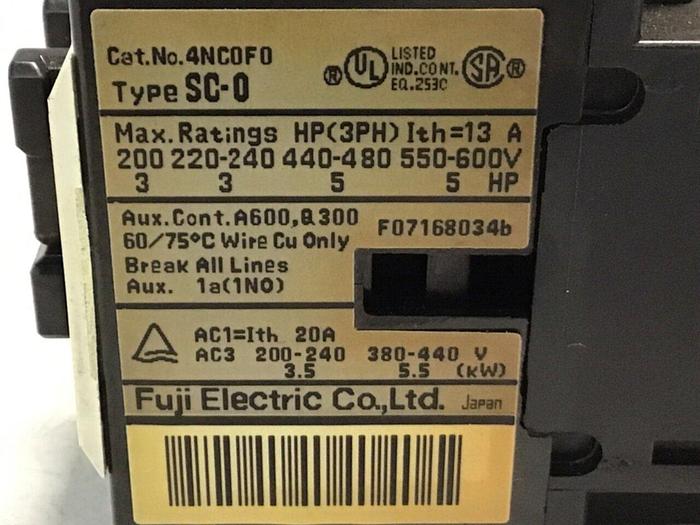 Cat.No.4NC0F0
Type SC-0
® UL LISTED IND.CONT. EQ.253C SA ®
Max.Ratings HP(3PH) Ith=13 A
200 220-240 440-480 550-600V
3 3 5 5 HP
Aux.Cont.A600,Q300
60/75°C Wire Cu Only
F07168034b
Break All Lines
Aux. 1a(1NO)
AC1=Ith 20A
AC3 200-240 380-440 V
3.5 5.5 (kW)
Fuji Electric Co.,Ltd. Japan